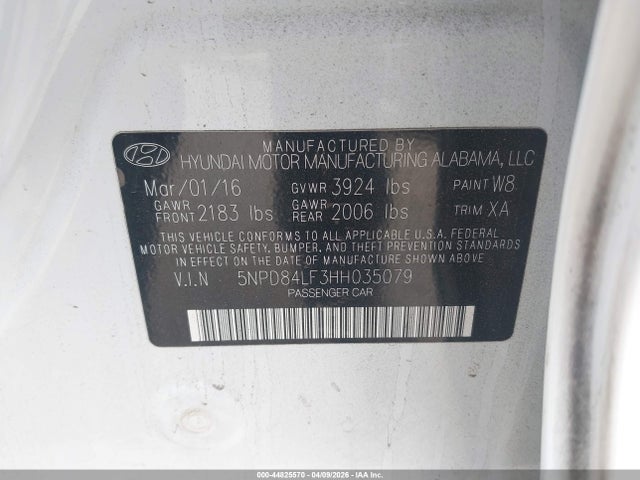 MANUFACTURED BY
HYUNDAI MOTOR MANUFACTURING ALABAMA, LLC
Mar/01/16 GVWR 3924 lbs PAINT W8
GAWR FRONT 2183 lbs GAWR REAR 2006 lbs TRIM XA
THIS VEHICLE CONFORMS TO ALL APPLICABLE U.S.A. FEDERAL
MOTOR VEHICLE SAFETY, BUMPER, AND THEFT PREVENTION STANDARDS
IN EFFECT ON THE DATE OF MANUFACTURE SHOWN ABOVE.
V.I.N 5NPD84LF3HH035079
PASSENGER CAR
000-44825570 - 04/09/2026 - IAAI.COM